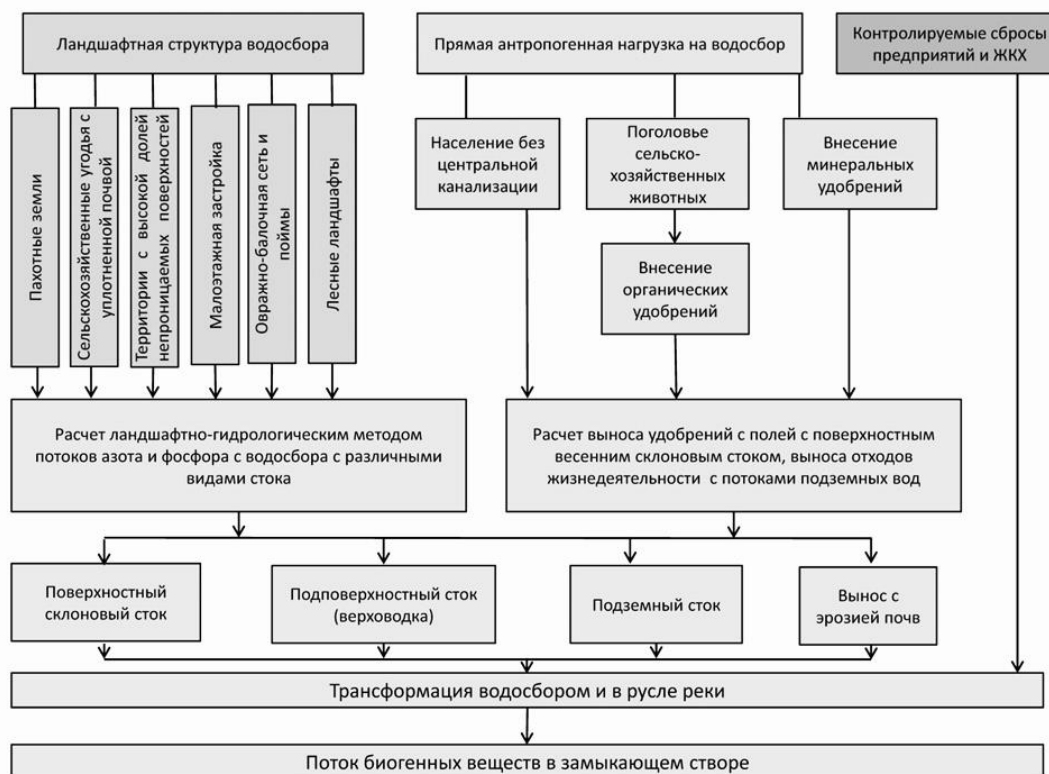 Ландшафтная структура водосбора
Прямая антропогенная нагрузка на водосбор
Контролируемые сбросы
предприятий и ЖКХ
Пахотные земли
Сельскохозяйственные угодья с
уплотненной почвой
Территории с высокой долей
непроницаемых поверхностей
Малоэтажная застройка
Овражно-балочная сеть и
поймы
Лесные ландшафты
Население без
центральной
канализации
Поголовье
сельско-
хозяйственных
животных
Внесение
минеральных
удобрений
Внесение
органических
удобрений
Расчет ландшафтно-гидрологическим методом
потоков азота и фосфора с водосбора с различными
видами стока
Расчет выноса удобрений с полей с поверхностным
весенним склоновым стоком, выноса отходов
жизнедеятельности с потоками подземных вод
Поверхностный
склоновый сток
Подповерхностный сток
(верховодка)
Подземный сток
Вынос с
эрозией почв
Трансформация водосбором и в русле реки
Поток биогенных веществ в замыкающем створе